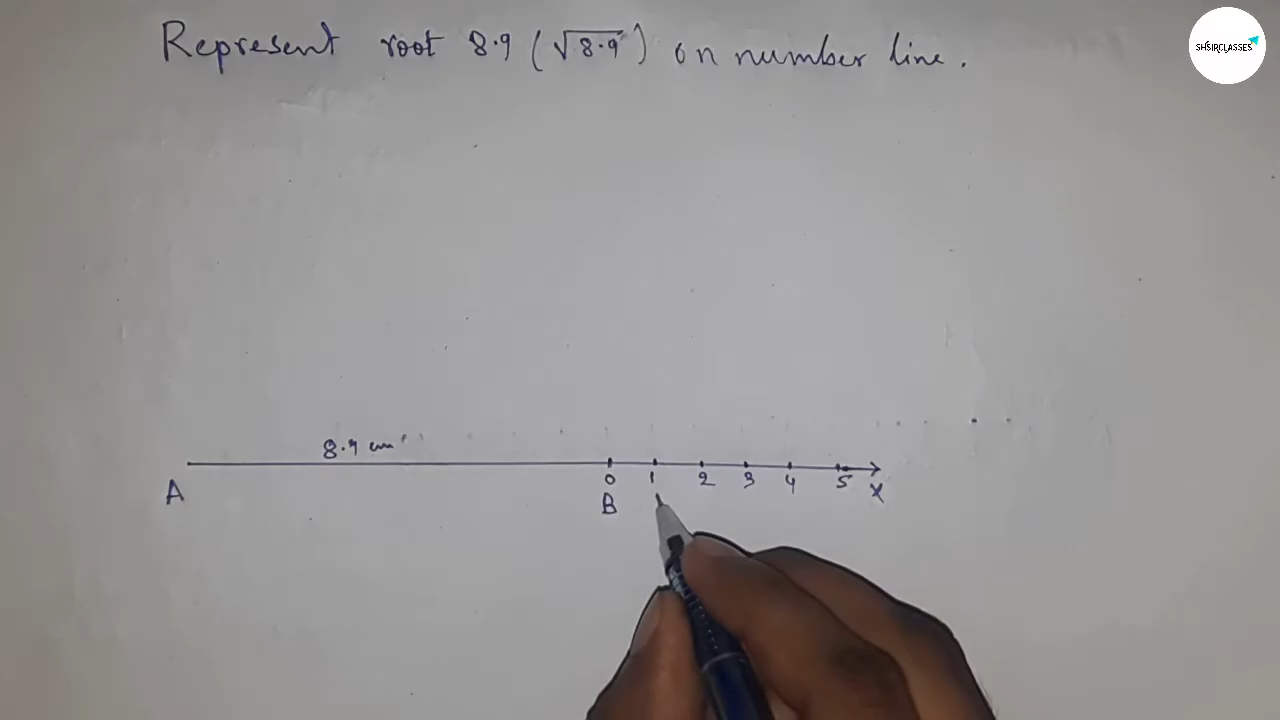 Represent root 8.9 (√8.9) on number line.
SHSIRCLASSES
8.9 cm
0 1 2 3 4 5
A B X